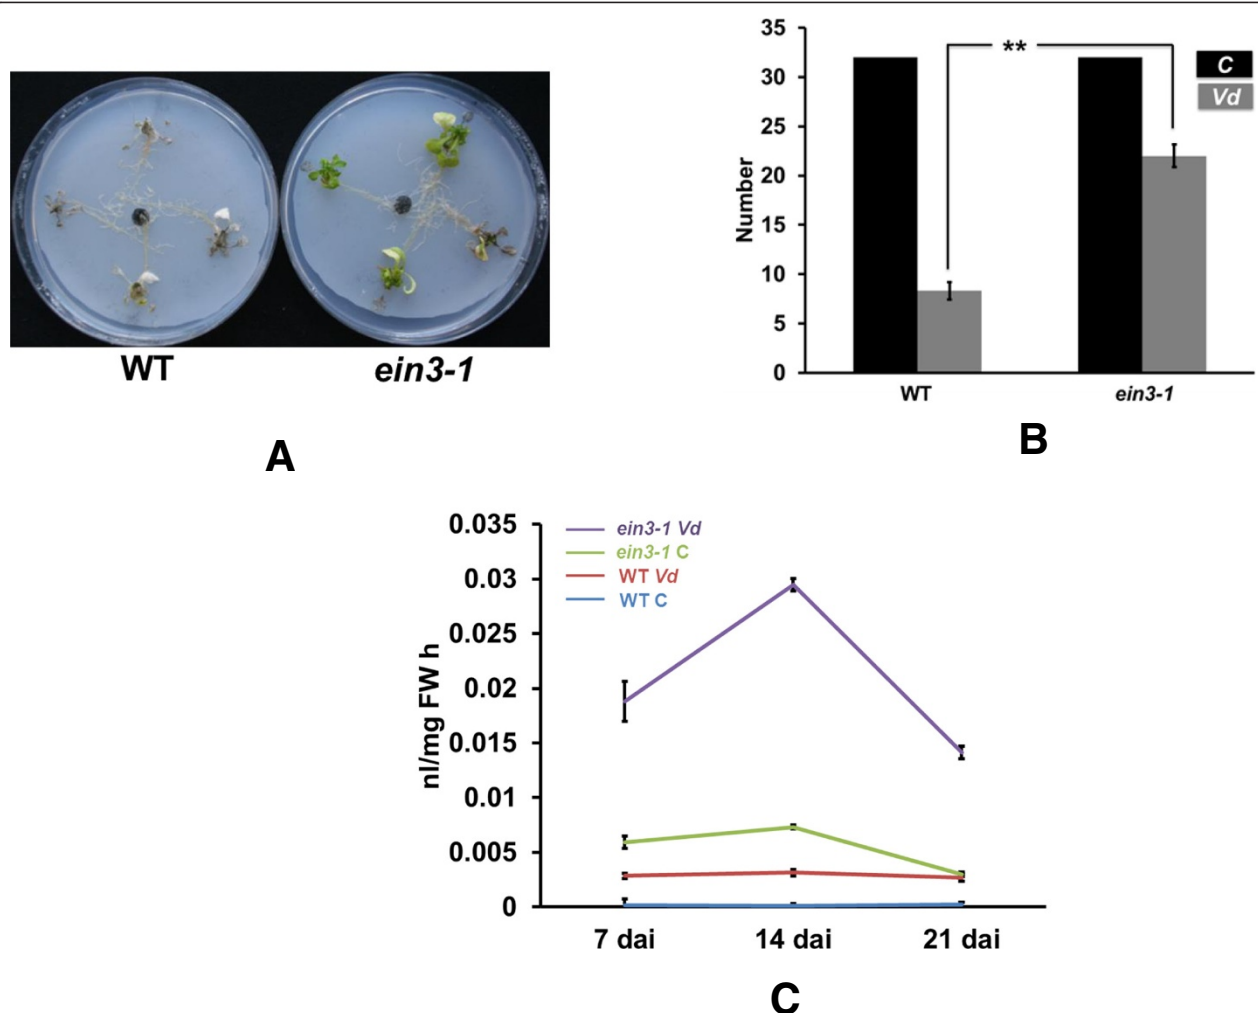 WT
ein3-1
A
35
30
25
20
15
10
5
0
Number
**
C
Vd
WT
ein3-1
B
0.035
0.03
0.025
0.02
0.015
0.01
0.005
0
nl/mg FW h
ein3-1 Vd
ein3-1 C
WT Vd
WT C
7 dai
14 dai
21 dai
C